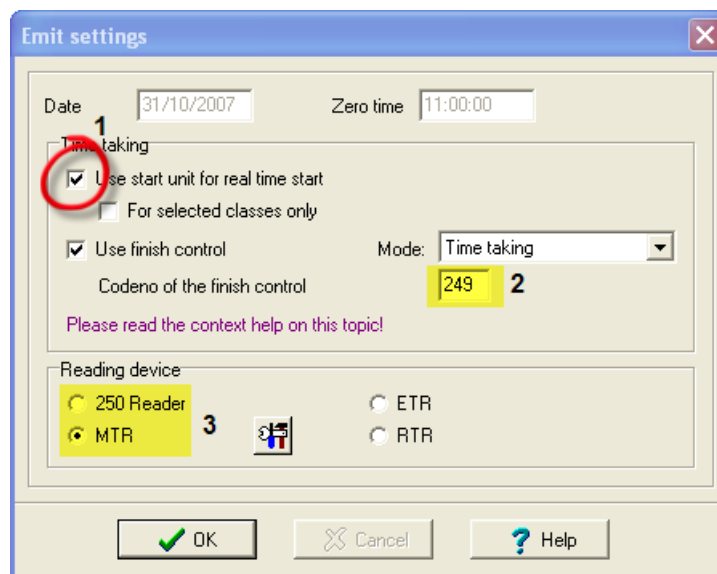 Emit settings
Date 31/10/2007 Zero time 11:00:00
1
Time taking
Use start unit for real time start
For selected classes only
Use finish control Mode: Time taking
Codeno of the finish control 249 2
Please read the context help on this topic!
Reading device
250 Reader ETR
MTR 3 RTR
OK Cancel ? Help